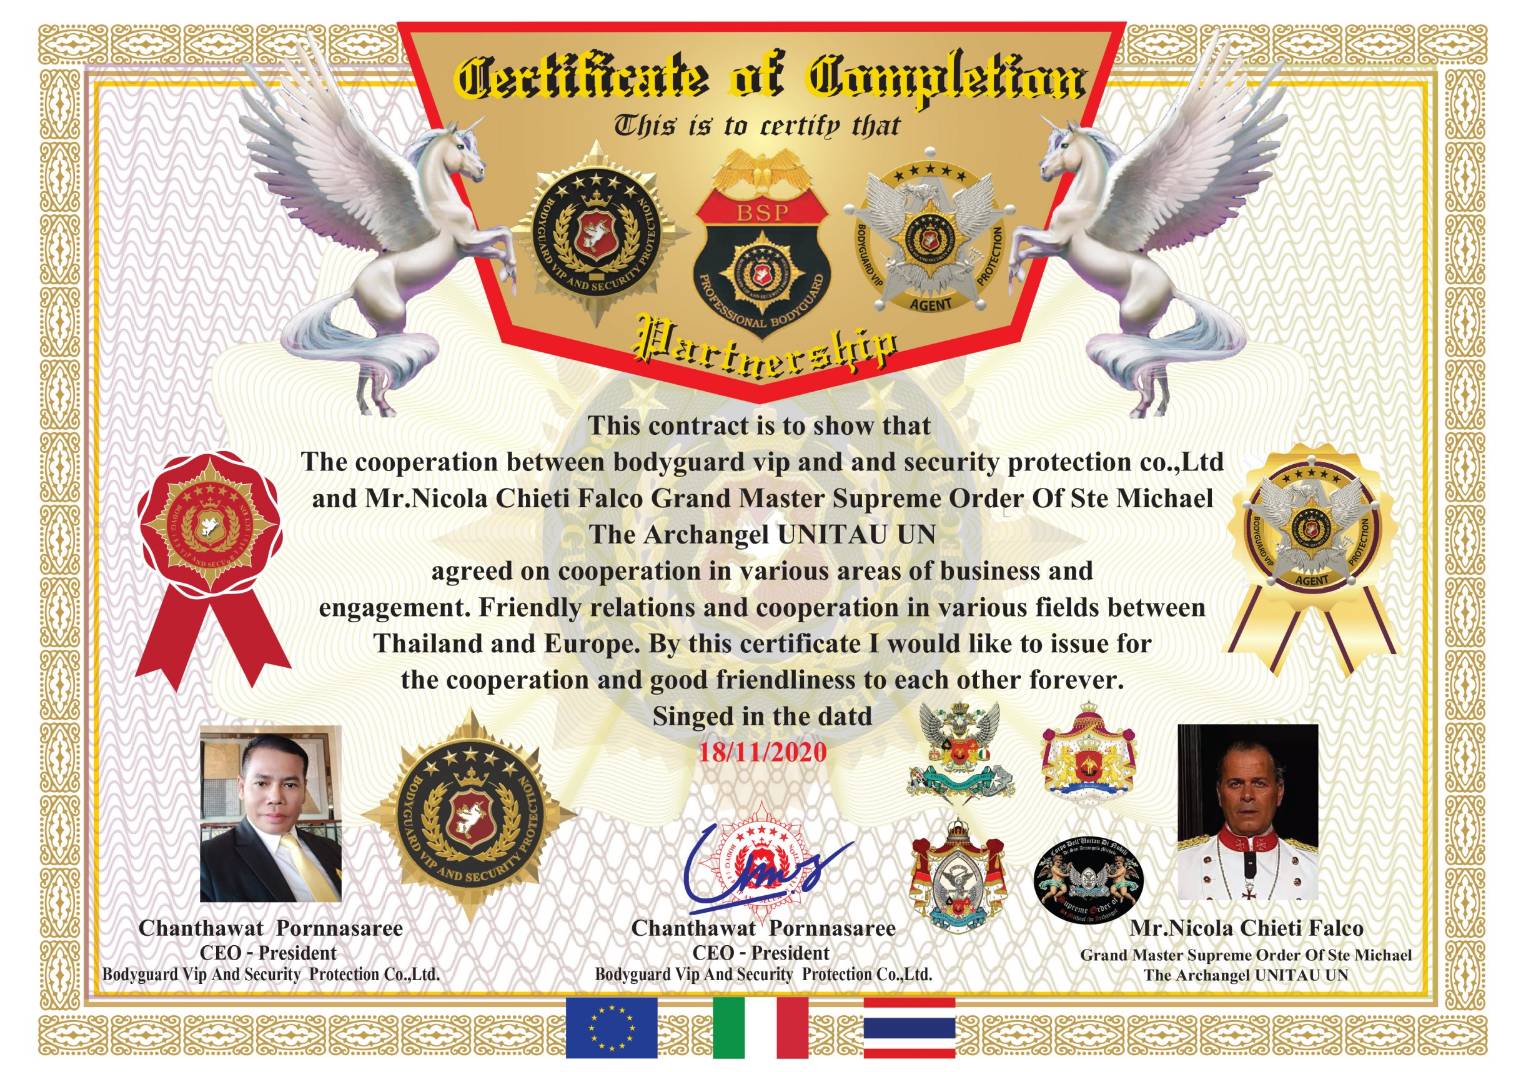 Certificate of Completion
This is to certify that
BODYGUARD VIP AND SECURITY PROTECTION
BSP
PROFESSIONAL BODYGUARD
BODYGUARD VIP
PROTECTION
AGENT
Partnership
This contract is to show that
The cooperation between bodyguard vip and and security protection co.,Ltd
and Mr.Nicola Chieti Falco Grand Master Supreme Order Of Ste Michael
The Archangel UNITAU UN
agreed on cooperation in various areas of business and
engagement. Friendly relations and cooperation in various fields between
Thailand and Europe. By this certificate I would like to issue for
the cooperation and good friendliness to each other forever.
Singed in the datd
18/11/2020
BODYGUARD VIP
PROTECTION
AGENT
BODYGUARD VIP AND SECURITY PROTECTION
Chanthawat Pornnasaree
CEO - President
Bodyguard Vip And Security Protection Co.,Ltd.
Chanthawat Pornnasaree
CEO - President
Bodyguard Vip And Security Protection Co.,Ltd.
Mr.Nicola Chieti Falco
Grand Master Supreme Order Of Ste Michael
The Archangel UNITAU UN